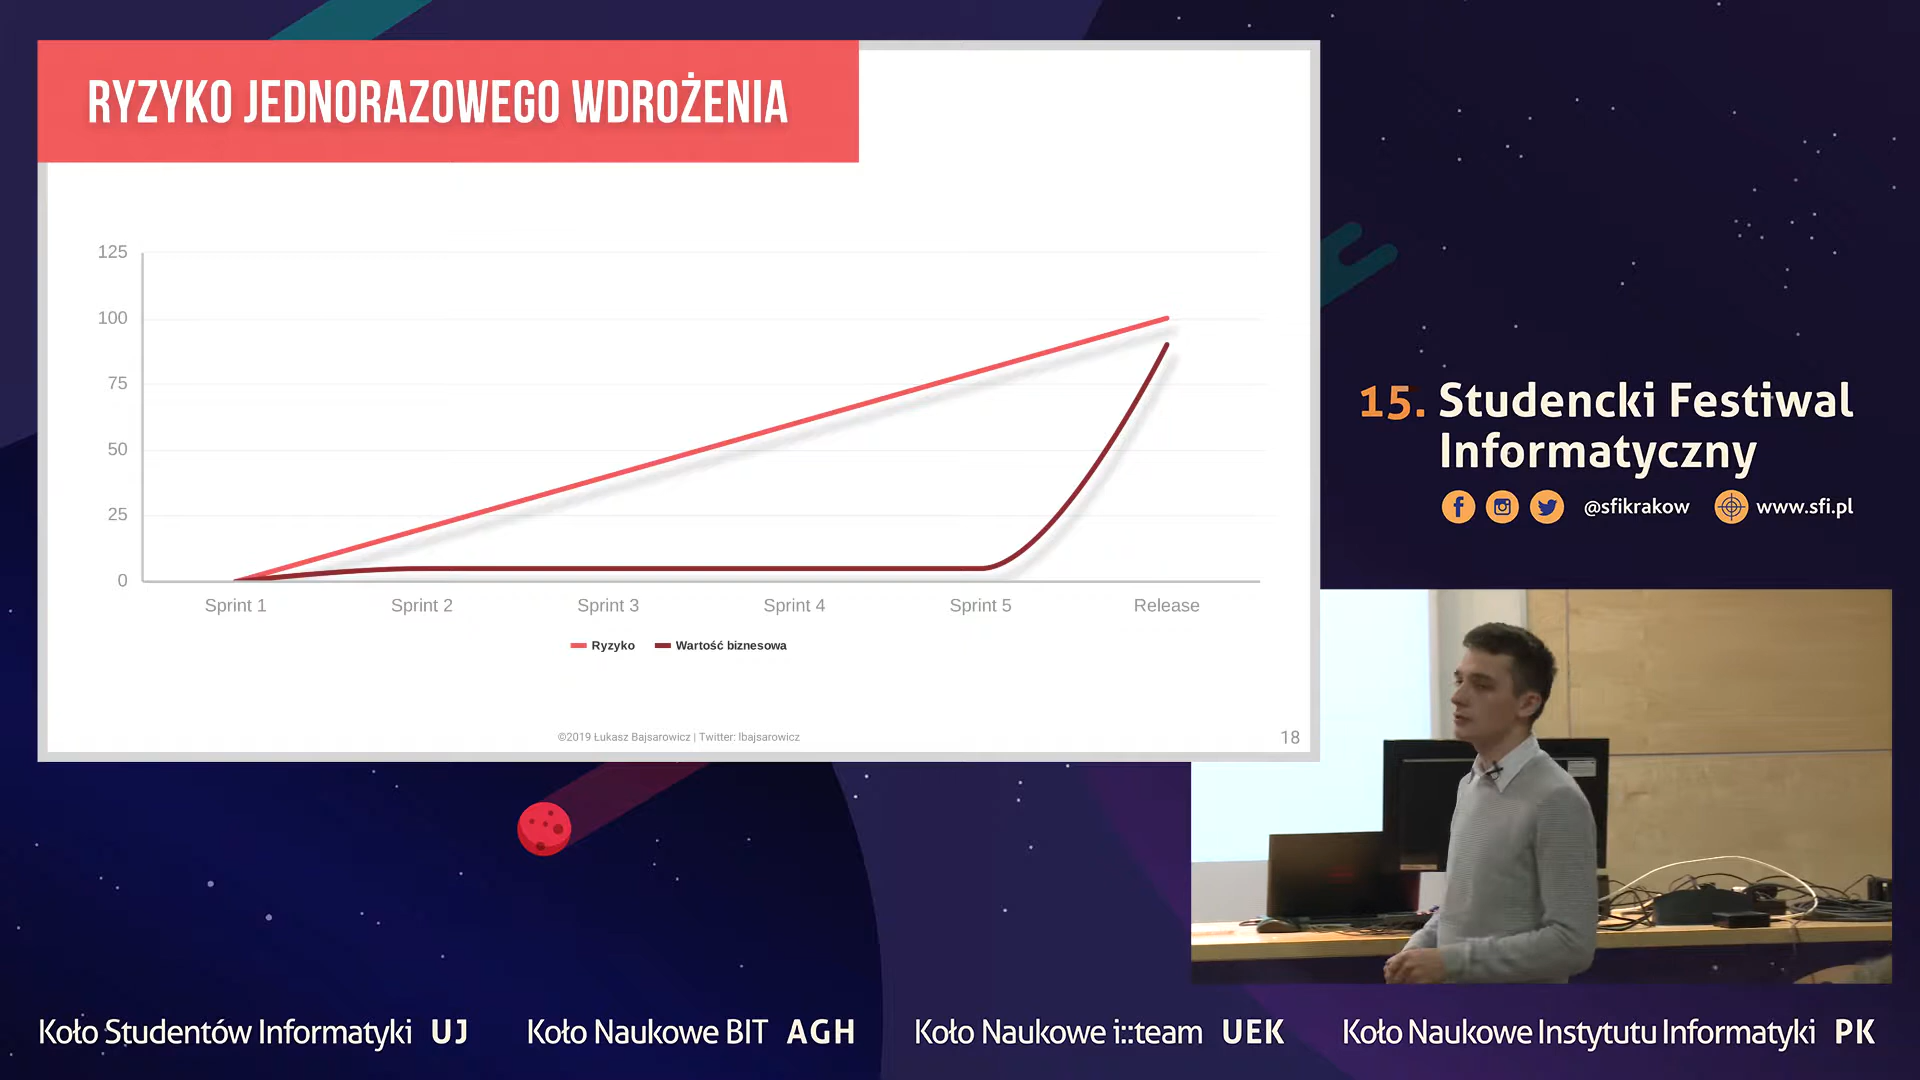 RYZYKO JEDNORAZOWEGO WDROŻENIA
125
100
75
50
25
0
Sprint 1 Sprint 2 Sprint 3 Sprint 4 Sprint 5 Release
Ryzyko Wartość biznesowa
©2019 Łukasz Bajsarowicz | Twitter: lbajsarowicz
18
15. Studencki Festiwal
Informatyczny
@sfikrakow www.sfi.pl
Koło Studentów Informatyki UJ Koło Naukowe BIT AGH Koło Naukowe i::team UEK Koło Naukowe Instytutu Informatyki PK